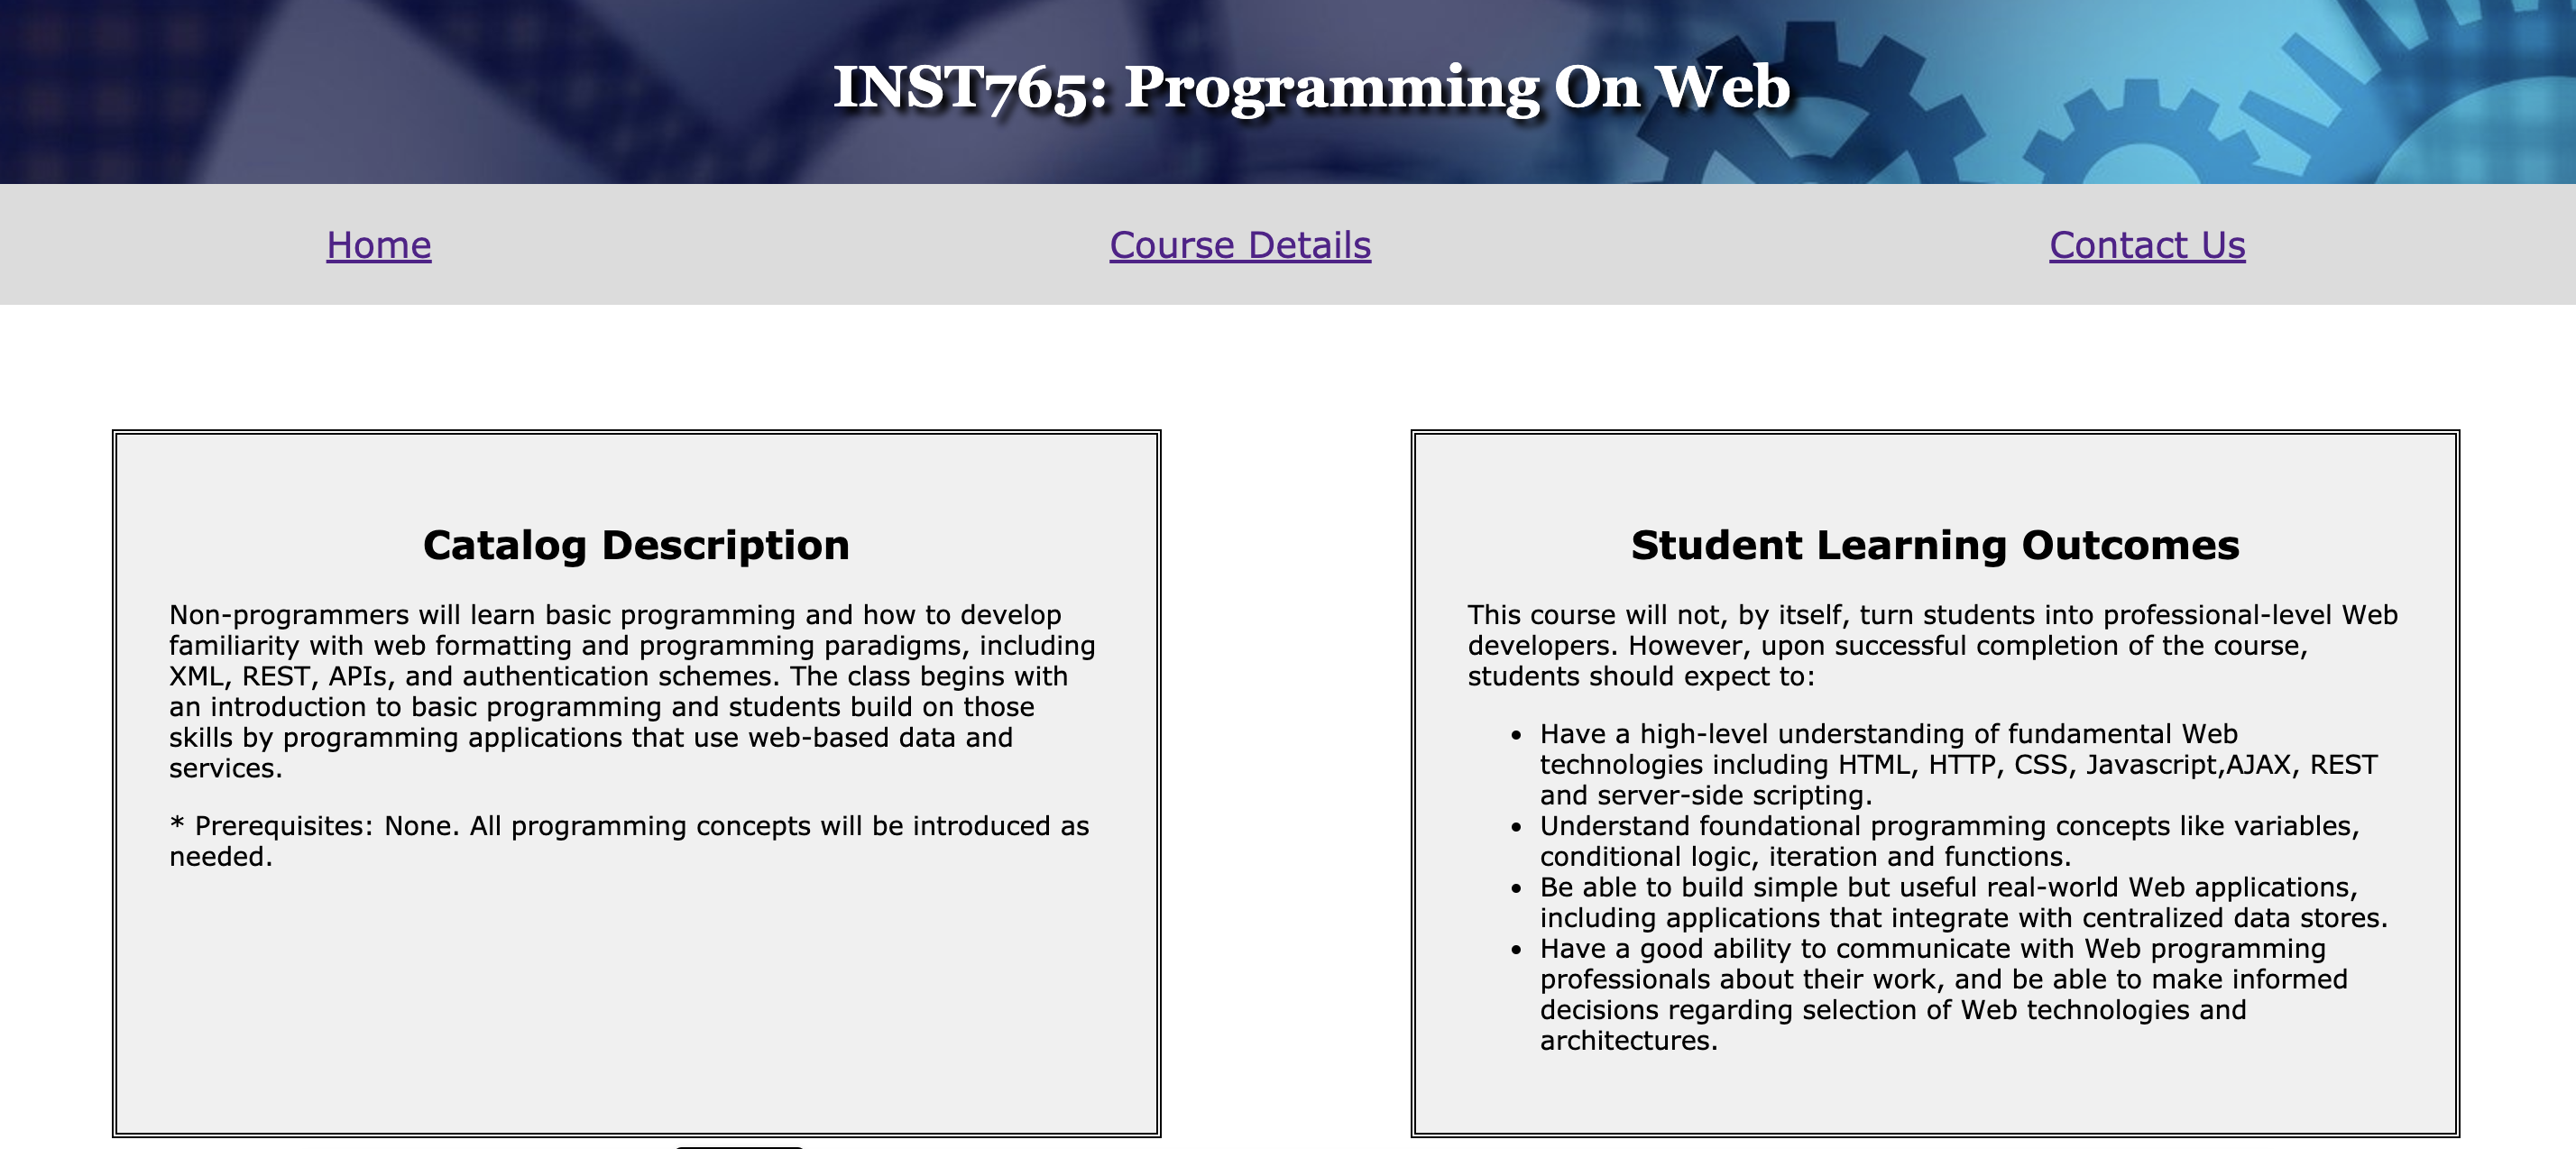 INST765: Programming On Web
Home
Course Details
Contact Us
Catalog Description
Non-programmers will learn basic programming and how to develop
familiarity with web formatting and programming paradigms, including
XML, REST, APIs, and authentication schemes. The class begins with
an introduction to basic programming and students build on those
skills by programming applications that use web-based data and
services.
* Prerequisites: None. All programming concepts will be introduced as
needed.
Student Learning Outcomes
This course will not, by itself, turn students into professional-level Web
developers. However, upon successful completion of the course,
students should expect to:
• Have a high-level understanding of fundamental Web
technologies including HTML, HTTP, CSS, Javascript,AJAX, REST
and server-side scripting.
• Understand foundational programming concepts like variables,
conditional logic, iteration and functions.
• Be able to build simple but useful real-world Web applications,
including applications that integrate with centralized data stores.
• Have a good ability to communicate with Web programming
professionals about their work, and be able to make informed
decisions regarding selection of Web technologies and
architectures.